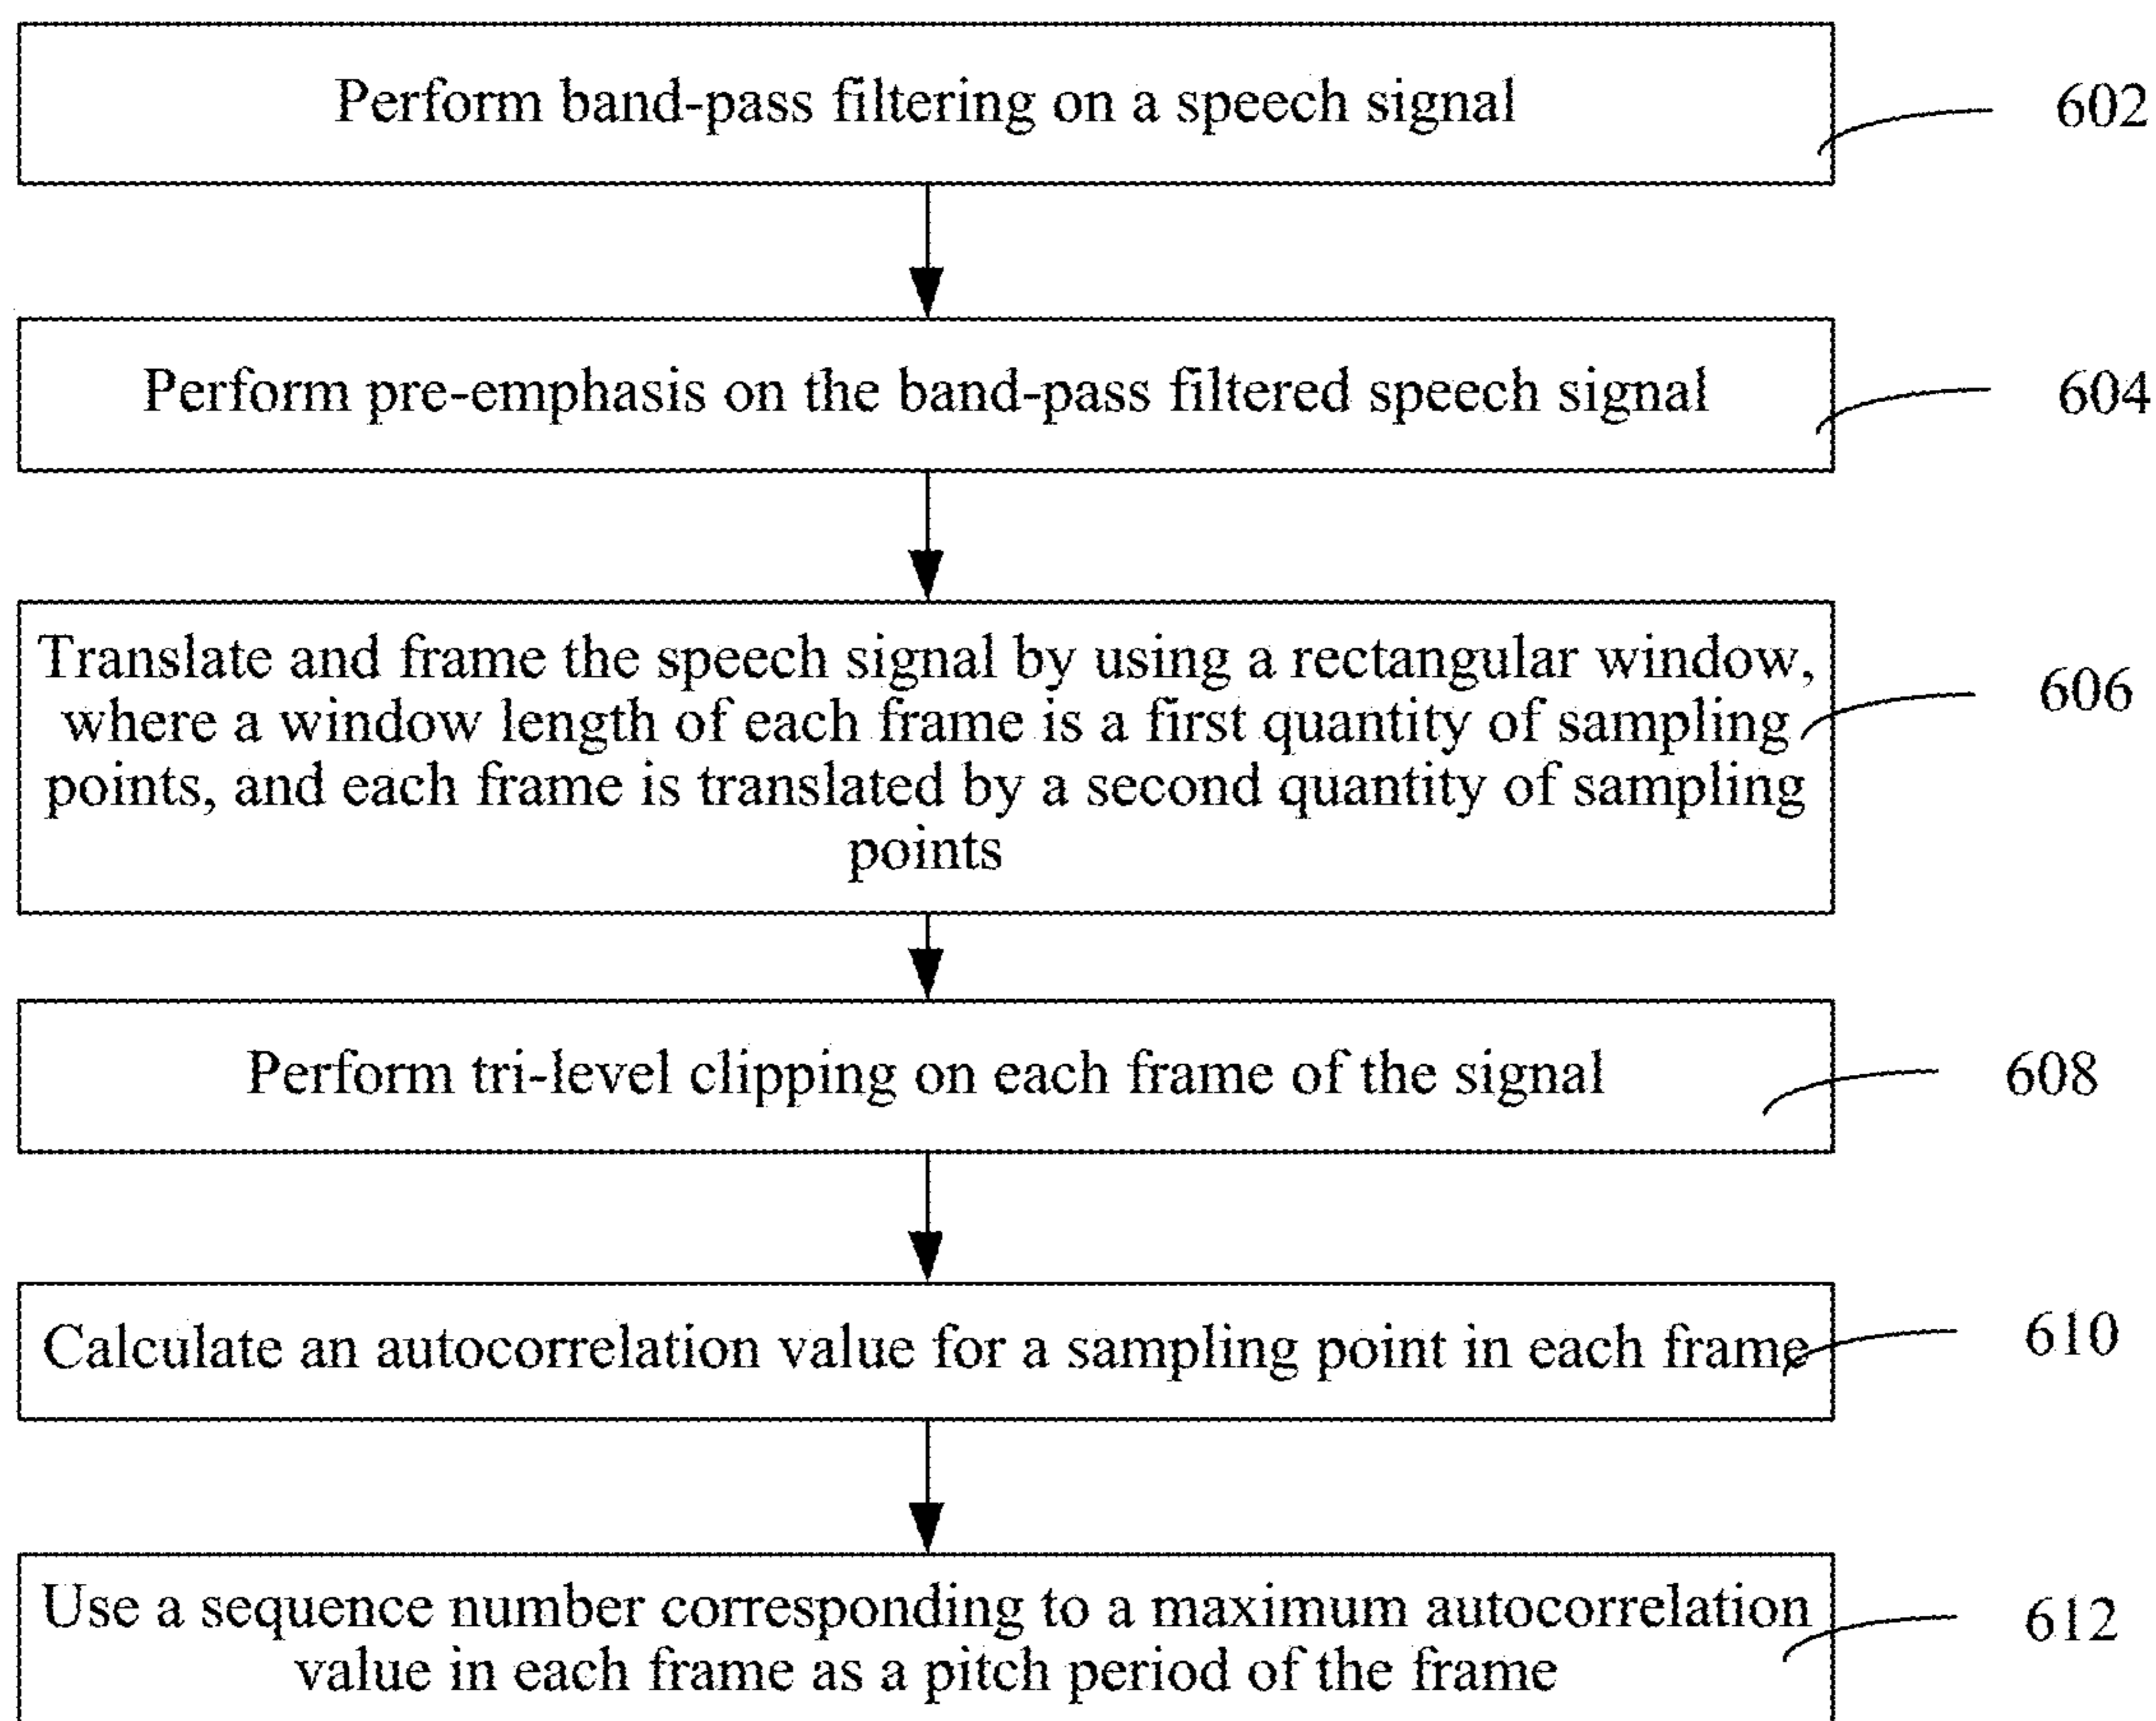 Perform band-pass filtering on a speech signal
602
Perform pre-emphasis on the band-pass filtered speech signal
604
Translate and frame the speech signal by using a rectangular window,
where a window length of each frame is a first quantity of sampling
points, and each frame is translated by a second quantity of sampling
points
606
Perform tri-level clipping on each frame of the signal
608
Calculate an autocorrelation value for a sampling point in each frame
610
Use a sequence number corresponding to a maximum autocorrelation
value in each frame as a pitch period of the frame
612